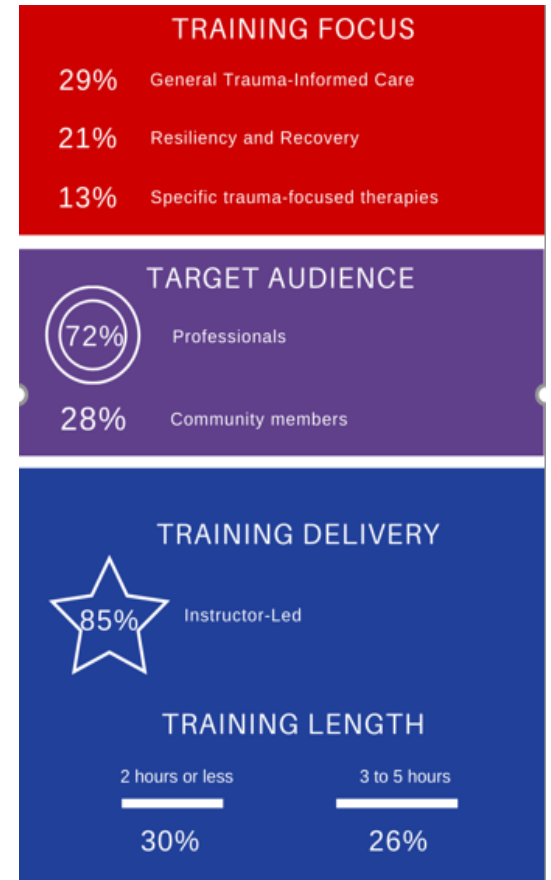 TRAINING FOCUS
29% General Trauma-Informed Care
21% Resiliency and Recovery
13% Specific trauma-focused therapies
TARGET AUDIENCE
72% Professionals
28% Community members
TRAINING DELIVERY
85% Instructor-Led
TRAINING LENGTH
2 hours or less 3 to 5 hours
30% 26%